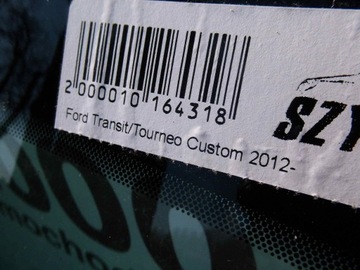 2 000010 164318
Ford Transit/Tourneo Custom 2012-
SZY